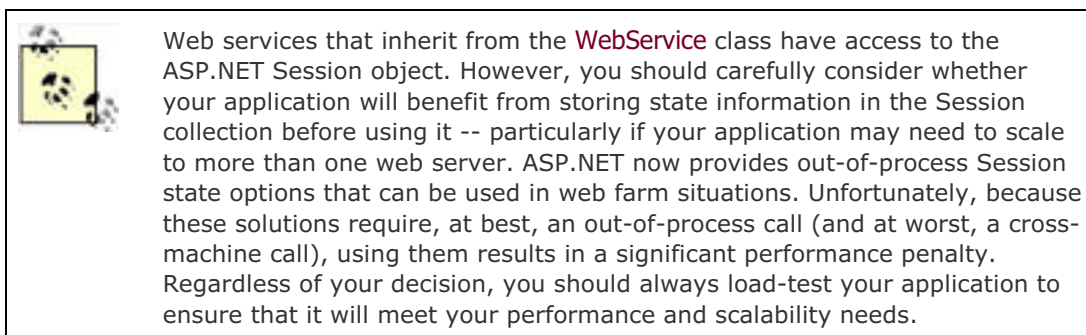 Web services that inherit from the WebService class have access to the
ASP.NET Session object. However, you should carefully consider whether
your application will benefit from storing state information in the Session
collection before using it -- particularly if your application may need to scale
to more than one web server. ASP.NET now provides out-of-process Session
state options that can be used in web farm situations. Unfortunately, because
these solutions require, at best, an out-of-process call (and at worst, a cross-
machine call), using them results in a significant performance penalty.
Regardless of your decision, you should always load-test your application to
ensure that it will meet your performance and scalability needs.